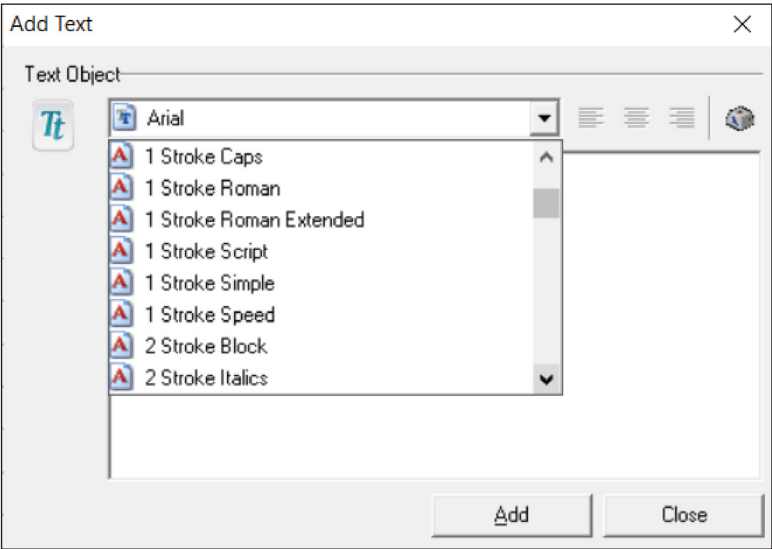 Add Text
Text Object
Arial
1 Stroke Caps
1 Stroke Roman
1 Stroke Roman Extended
1 Stroke Script
1 Stroke Simple
1 Stroke Speed
2 Stroke Block
2 Stroke Italics
Add Close